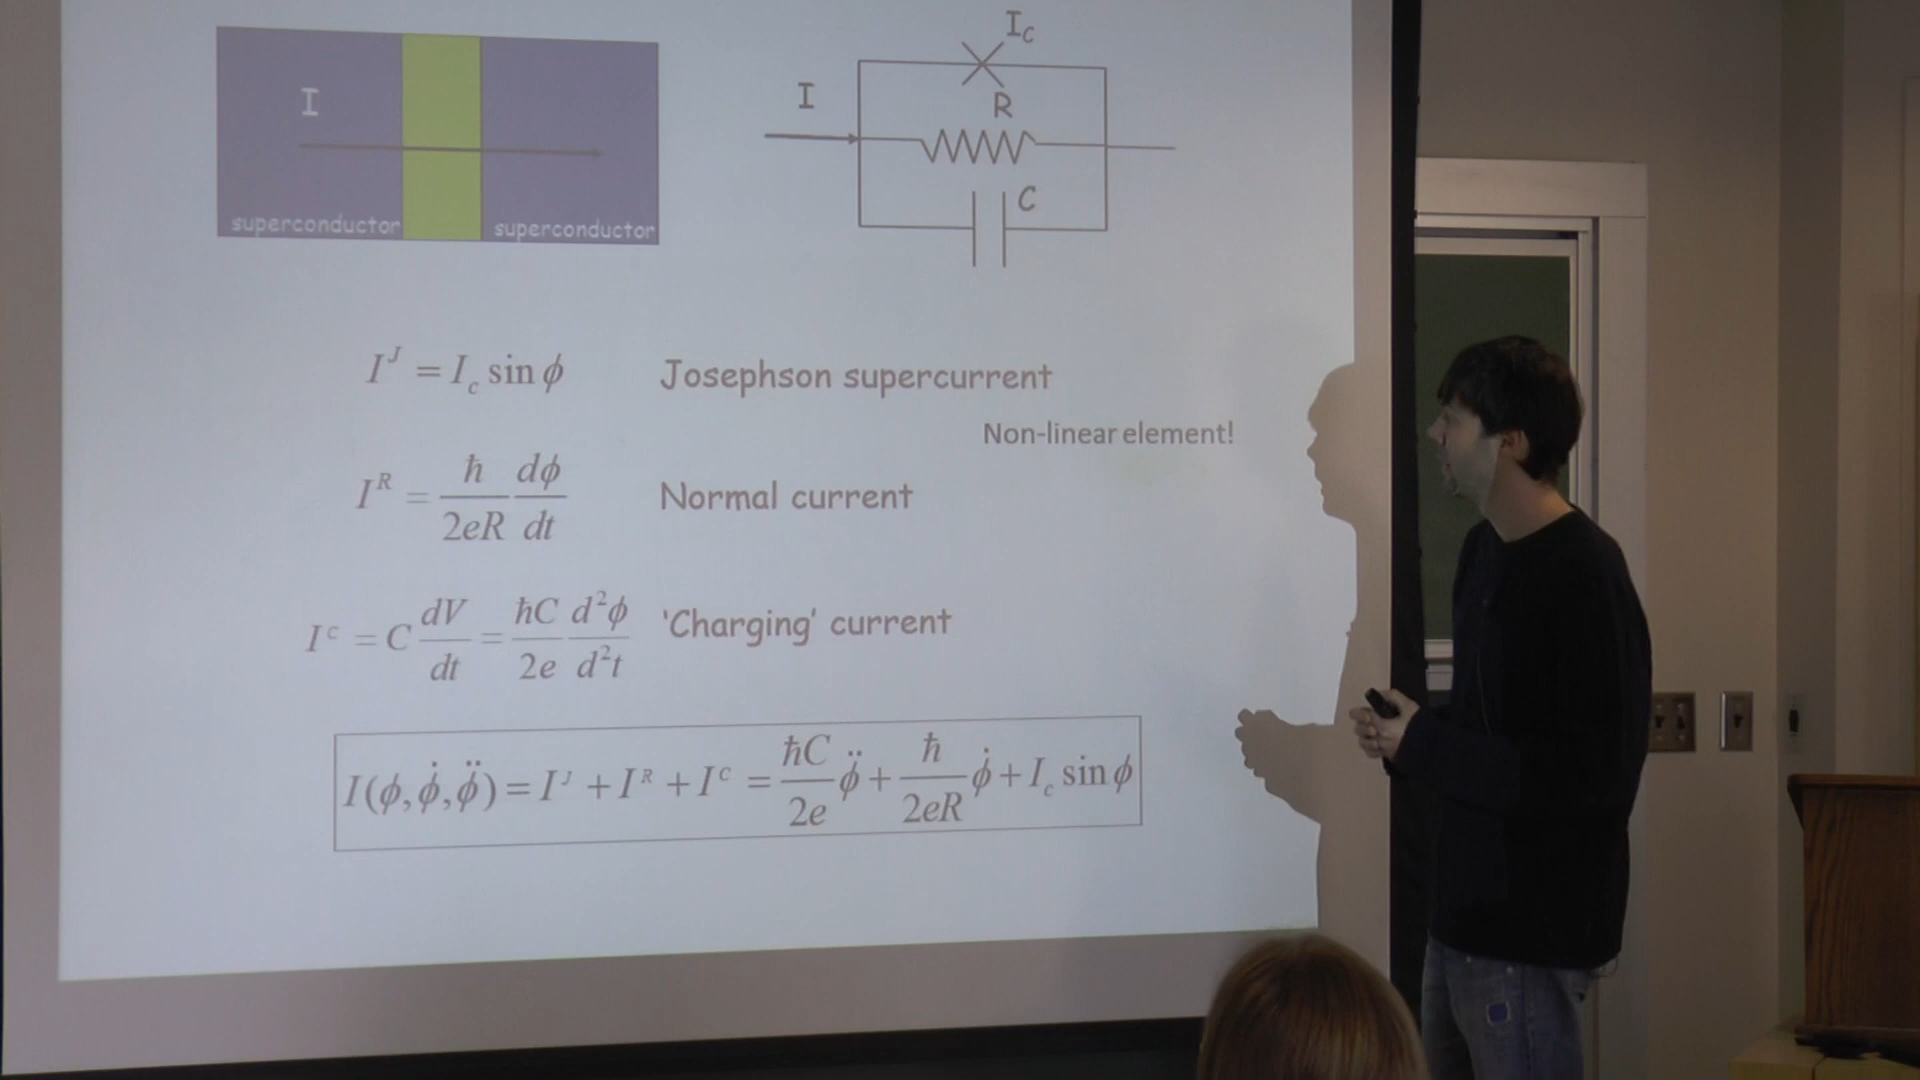 I
superconductor superconductor
I
I_C
R
C
I^J = I_c sin ϕ Josephson supercurrent
Non-linear element!
I^R = ħ/2eR dϕ/dt Normal current
I^C = C dV/dt = ħC/2e d²ϕ/d²t 'Charging' current
I(ϕ,ϕ̇,ϕ̈) = I^J + I^R + I^C = ħC/2e ϕ̈ + ħ/2eR ϕ̇ + I_c sin ϕ